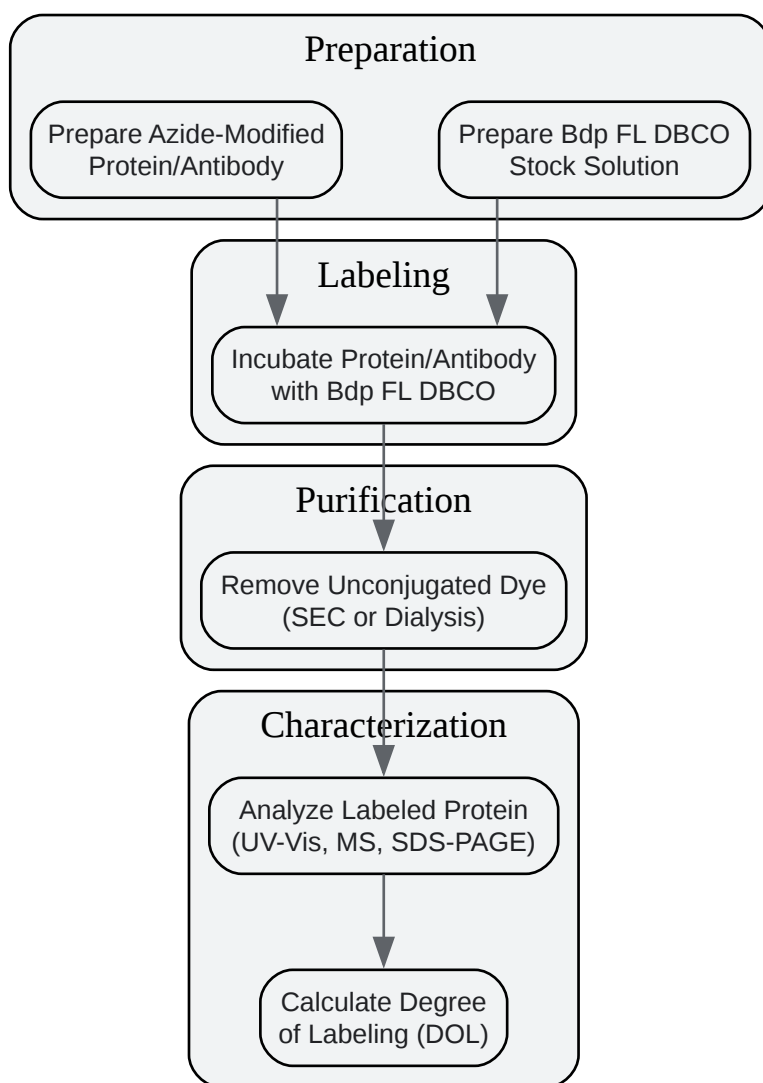 Preparation
Prepare Azide-Modified
Protein/Antibody
Prepare Bdp FL DBCO
Stock Solution
Labeling
Incubate Protein/Antibody
with Bdp FL DBCO
Purification
Remove Unconjugated Dye
(SEC or Dialysis)
Characterization
Analyze Labeled Protein
(UV-Vis, MS, SDS-PAGE)
Calculate Degree
of Labeling (DOL)